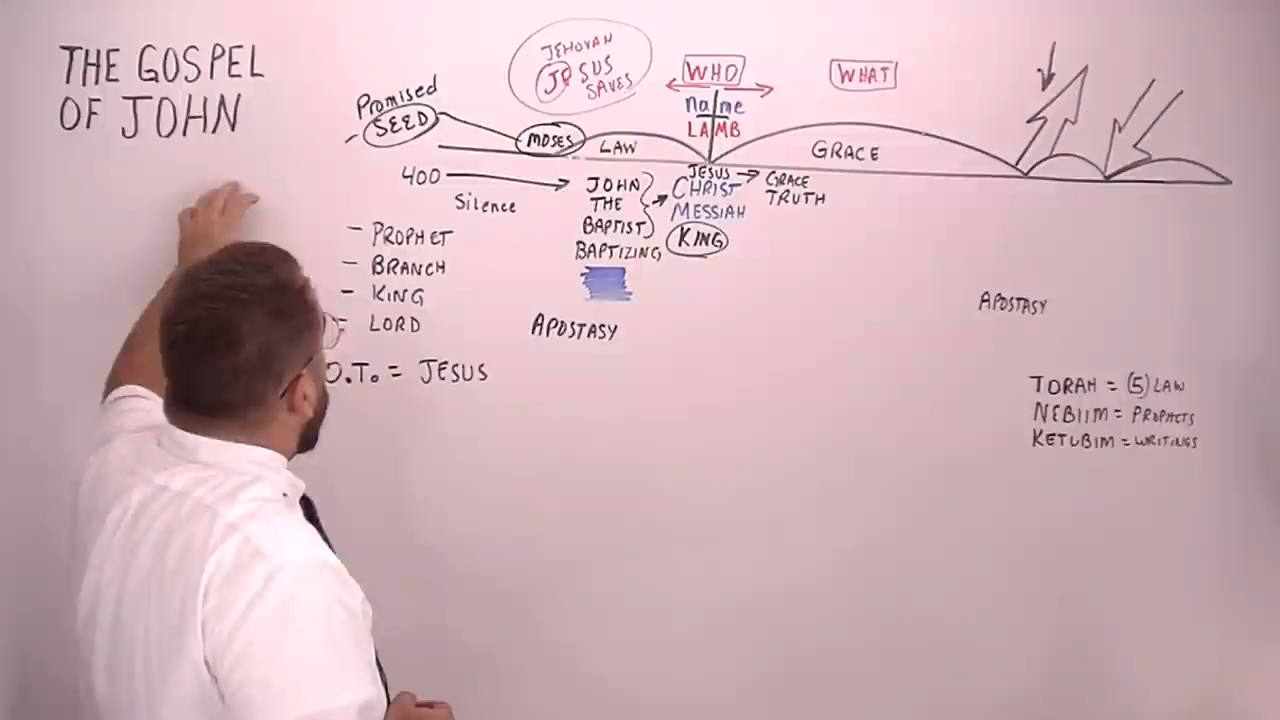 THE GOSPEL
OF JOHN
Promised
SEED
JEHOVAH
JESUS
SAVES
WHO
WHAT
name
LAMB
MOSES
LAW
GRACE
400
Silence
JOHN
THE
BAPTIST
BAPTIZING
JESUS
CHRIST
MESSIAH
KING
GRACE
TRUTH
- PROPHET
- BRANCH
- KING
= LORD
O.T. = JESUS
APOSTASY
APOSTASY
TORAH = (5) LAW
NEBIIM = PROPHETS
KETUBIM = WRITINGS